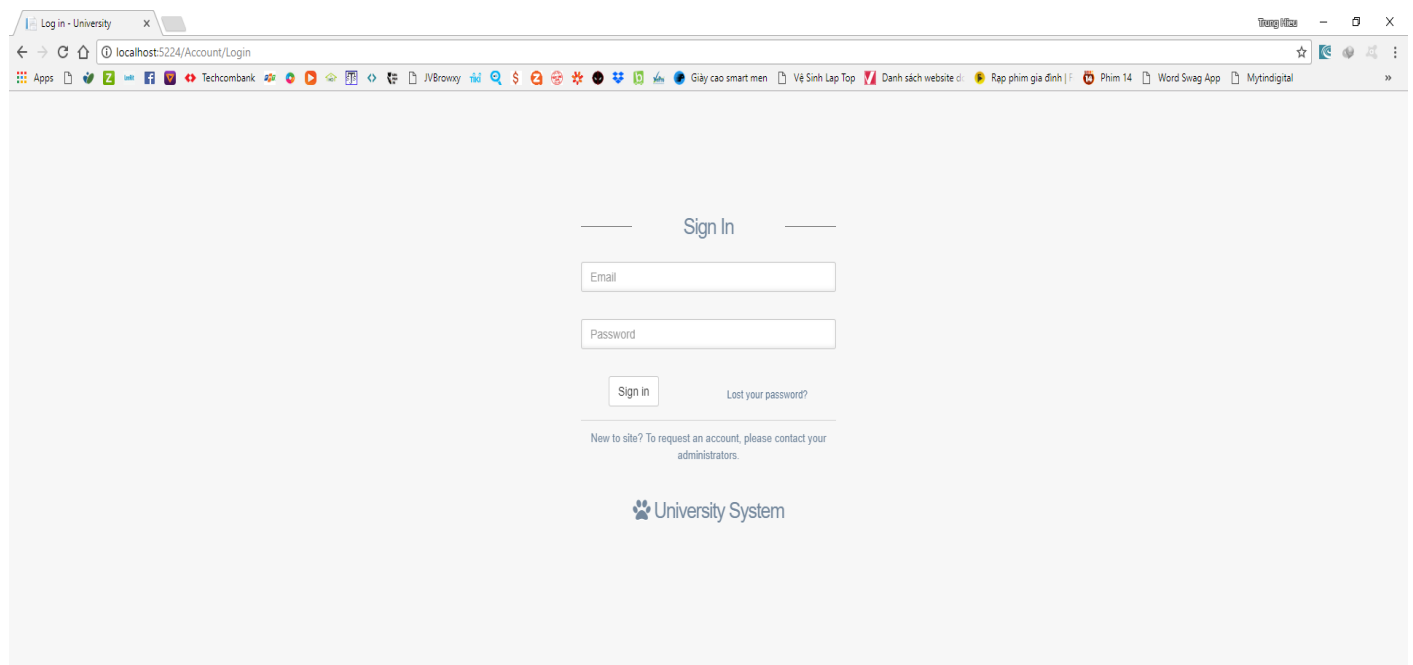 Log in - University
Trung Hieu
localhost:5224/Account/Login
Apps Techcombank JVBrowxy tiki Giày cao smart men Vệ Sinh Lap Top Danh sách website dc Rạp phim gia đình | F Phim 14 Word Swag App Mytindigital »
Sign In
Email
Password
Sign in Lost your password?
New to site? To request an account, please contact your
administrators.
University System